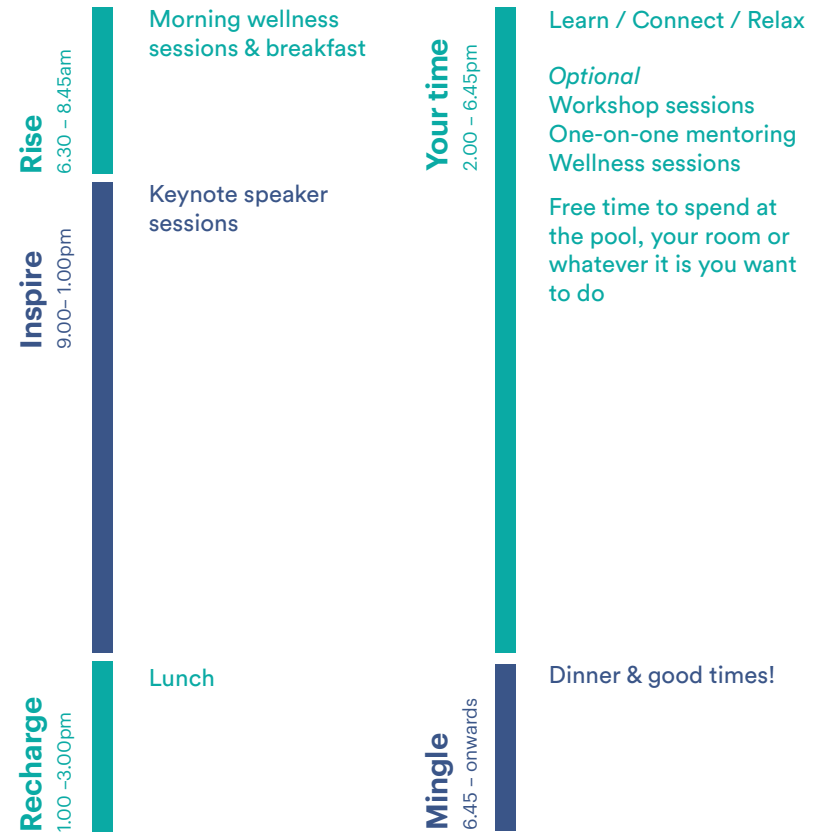 Rise
6.30 – 8.45am
Morning wellness
sessions & breakfast
Inspire
9.00– 1.00pm
Keynote speaker
sessions
Recharge
1.00 –3.00pm
Lunch
Your time
2.00 – 6.45pm
Learn / Connect / Relax
Optional
Workshop sessions
One-on-one mentoring
Wellness sessions
Free time to spend at
the pool, your room or
whatever it is you want
to do
Mingle
6.45 – onwards
Dinner & good times!